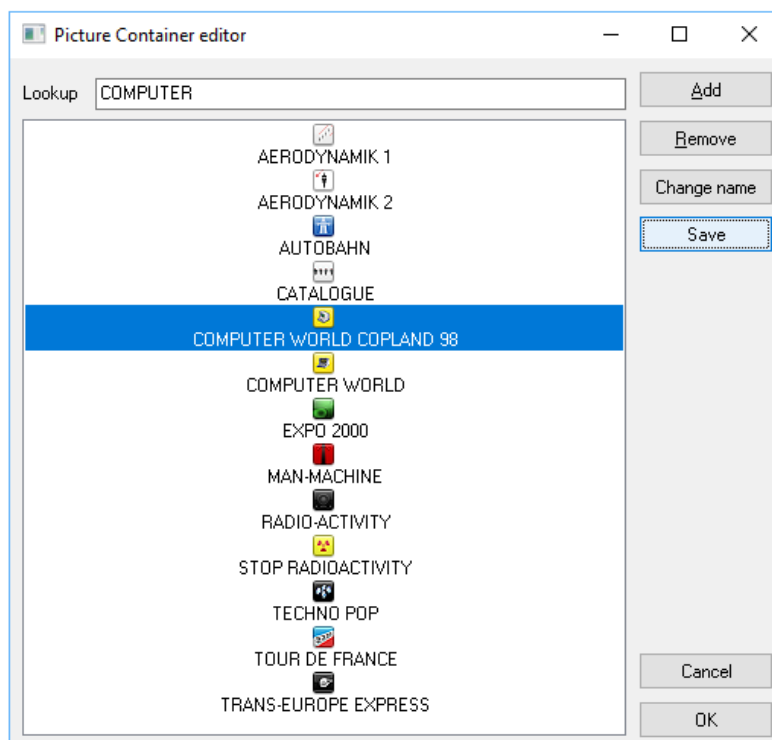 Picture Container editor
Lookup COMPUTER
Add
Remove
Change name
Save
AERODYNAMIK 1
AERODYNAMIK 2
AUTOBAHN
CATALOGUE
COMPUTER WORLD COPLAND 98
COMPUTER WORLD
EXPO 2000
MAN-MACHINE
RADIO-ACTIVITY
STOP RADIOACTIVITY
TECHNO POP
TOUR DE FRANCE
TRANS-EUROPE EXPRESS
Cancel
OK